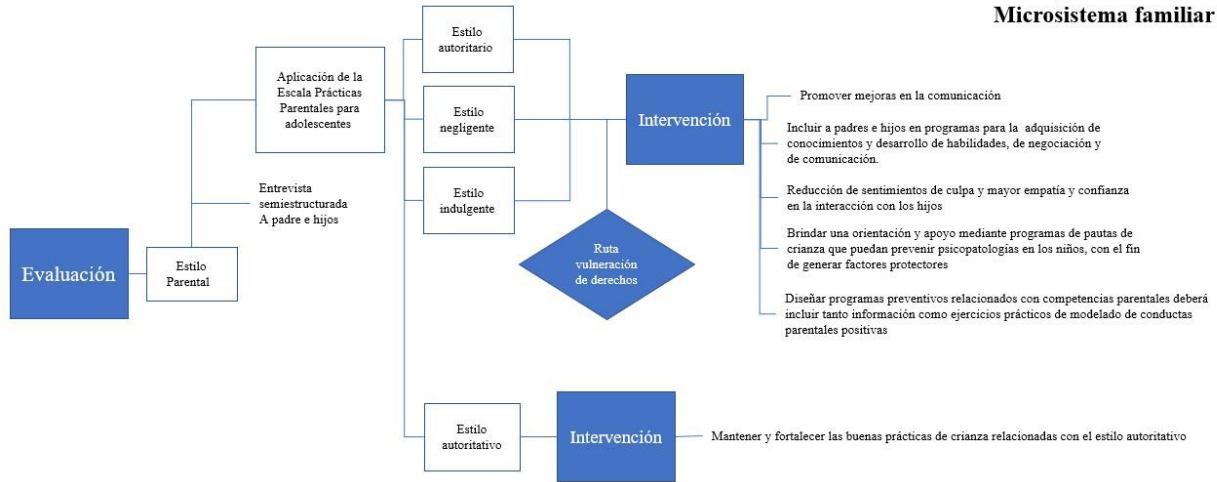 Microsistema familiar
Evaluación
Estilo
Parental
Entrevista
semiestructurada
A padre e hijos
Aplicación de la
Escala Prácticas
Parentales para
adolescentes
Estilo
autoritario
Estilo
negligente
Estilo
indulgente
Ruta
vulneración
de derechos
Intervención
Promover mejoras en la comunicación
Incluir a padres e hijos en programas para la adquisición de
conocimientos y desarrollo de habilidades, de negociación y
de comunicación.
Reducción de sentimientos de culpa y mayor empatía y confianza
en la interacción con los hijos
Brindar una orientación y apoyo mediante programas de pautas de
crianza que puedan prevenir psicopatologías en los niños, con el fin
de generar factores protectores
Diseñar programas preventivos relacionados con competencias parentales deberá
incluir tanto información como ejercicios prácticos de modelado de conductas
parentales positivas
Estilo
autoritativo
Intervención
Mantener y fortalecer las buenas prácticas de crianza relacionadas con el estilo autoritativo